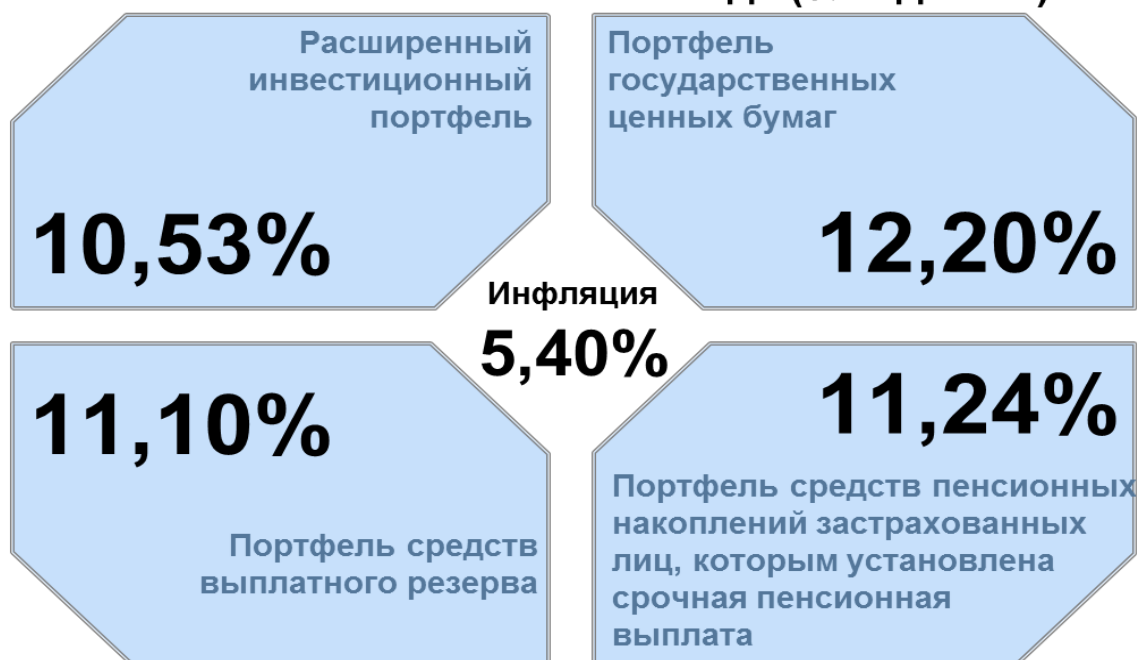 Расширенный
инвестиционный
портфель
10,53%
Портфель
государственных
ценных бумаг
12,20%
Инфляция
5,40%
11,10%
Портфель средств
выплатного резерва
11,24%
Портфель средств пенсионных
накоплений застрахованных
лиц, которым установлена
срочная пенсионная
выплата